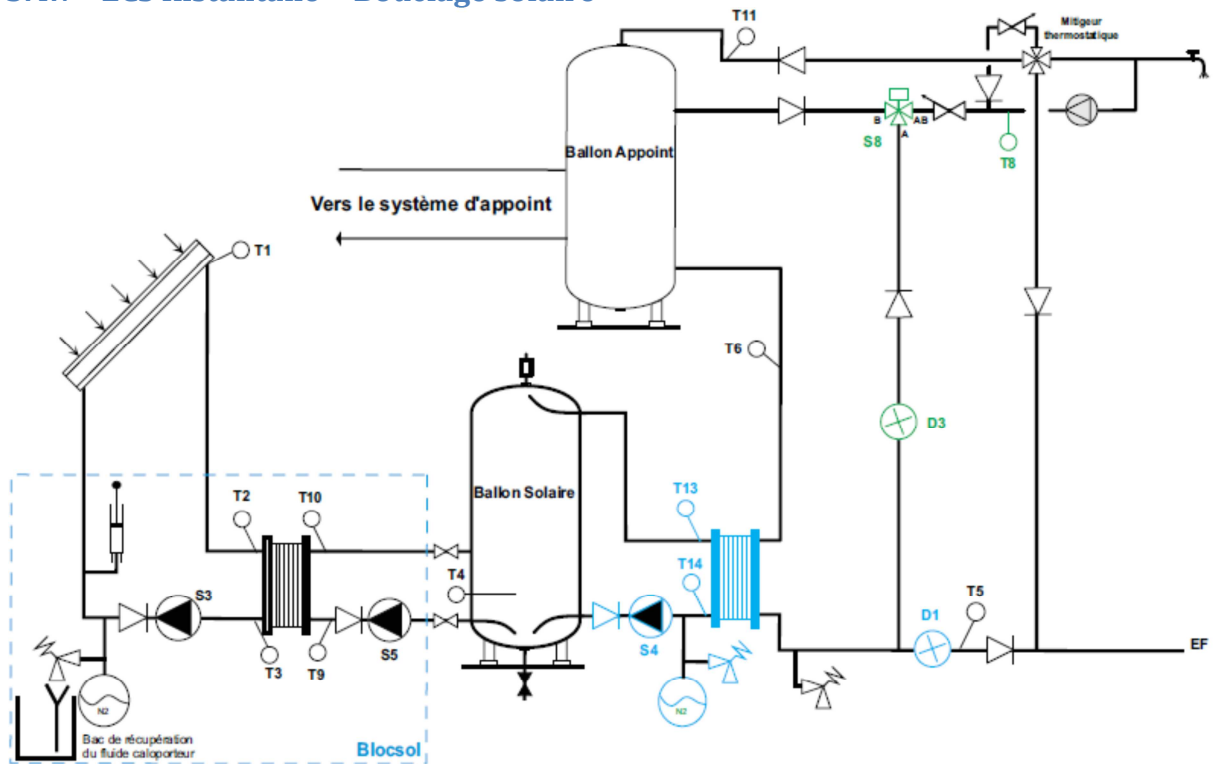 T11
Mitigeur
thermostatique
B
AB
A
S8
T8
Ballon Appoint
Vers le système d'appoint
T1
T6
D3
T2
T10
Ballon Solaire
T13
T4
T14
S3
T5
D1
S5
S4
EF
T3
T9
N2
N2
Bac de récupération
du fluide caloporteur
Blocsol